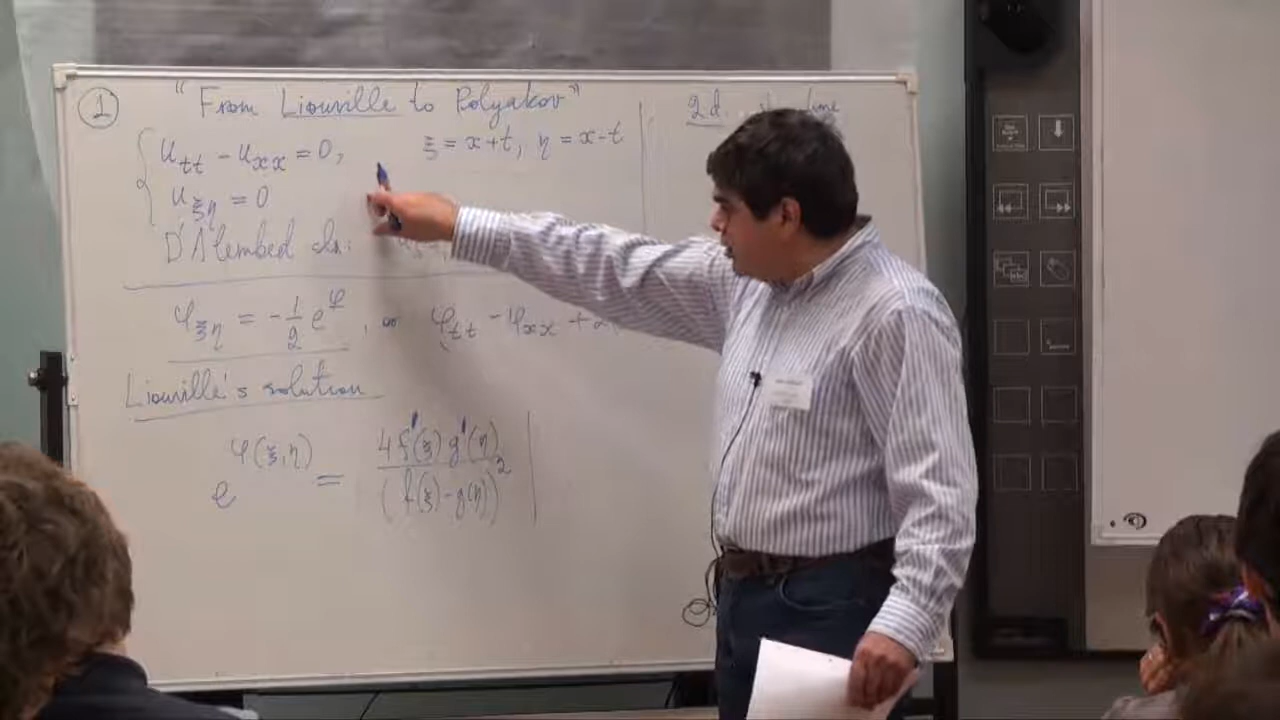 1 "From Liouville to Polyakov"
u_tt − u_xx = 0, ξ = x+t, η = x−t
u_ξη = 0
D'Alembed
φ_ξη = −1/2 e^φ, or φ_tt − φ_xx +
Liouville's solution
e^φ(ξ,η) = 4f'(ξ)g'(η) / (f(ξ)−g(η))^2
2d